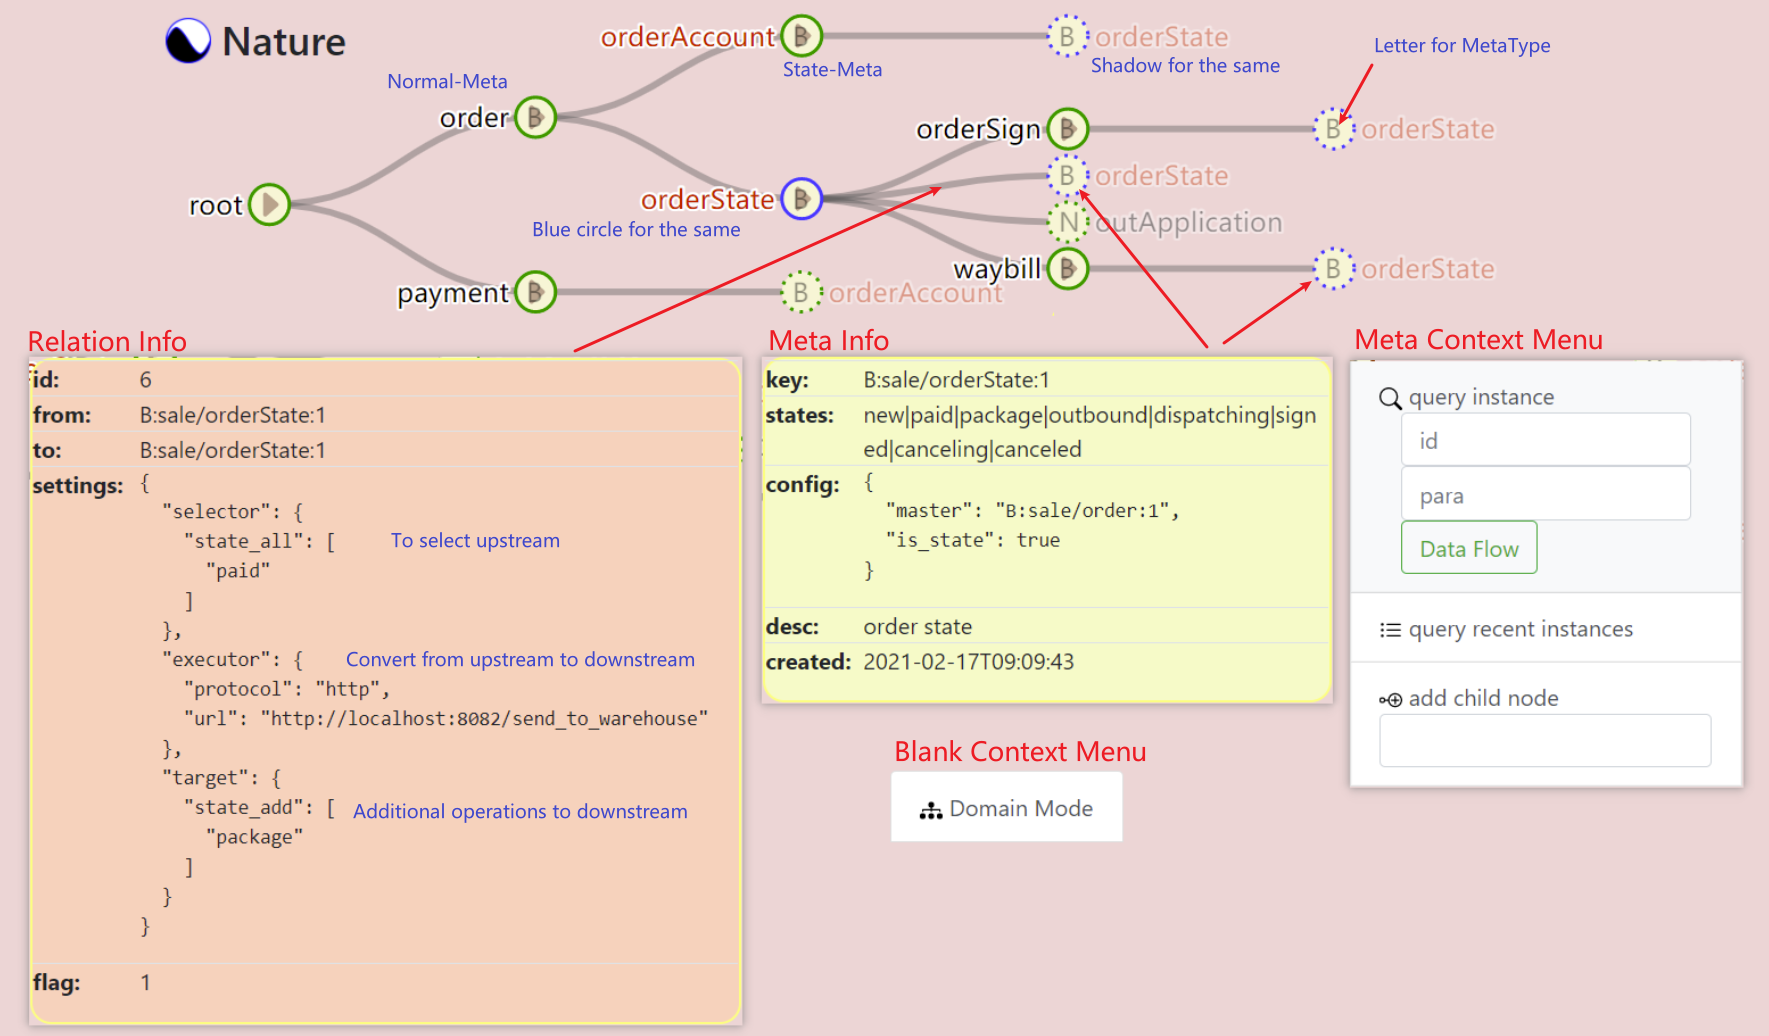 Nature
orderAccount
B
B
orderState
Letter for MetaType
State-Meta
Shadow for the same
Normal-Meta
order
B
orderSign
B
B
orderState
B
orderState
root
orderState
B
N
outApplication
Blue circle for the same
waybill
B
B
orderState
payment
B
B
orderAccount
Relation Info
id: 6
from: B:sale/orderState:1
to: B:sale/orderState:1
settings: {
"selector": {
"state_all": [ To select upstream
"paid"
]
},
"executor": { Convert from upstream to downstream
"protocol": "http",
"url": "http://localhost:8082/send_to_warehouse"
},
"target": {
"state_add": [ Additional operations to downstream
"package"
]
}
}
flag: 1
Meta Info
key: B:sale/orderState:1
states: new|paid|package|outbound|dispatching|sign
ed|canceling|canceled
config: {
"master": "B:sale/order:1",
"is_state": true
}
desc: order state
created: 2021-02-17T09:09:43
Blank Context Menu
Domain Mode
Meta Context Menu
query instance
id
para
Data Flow
query recent instances
add child node